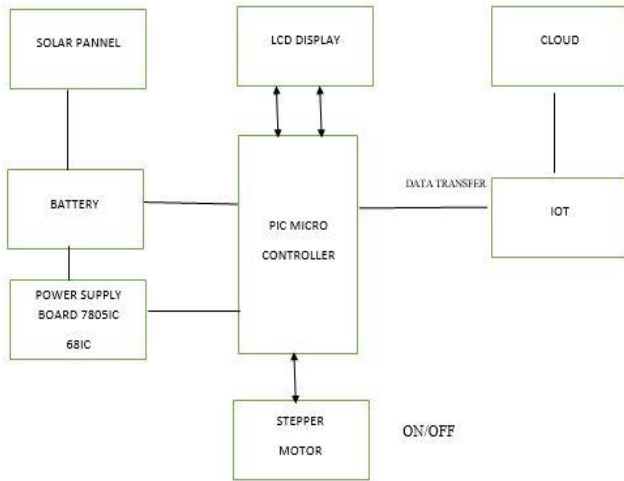 SOLAR PANNEL
LCD DISPLAY
CLOUD
BATTERY
PIC MICRO
CONTROLLER
DATA TRANSFER
IOT
POWER SUPPLY
BOARD 7805IC
68IC
STEPPER
MOTOR
ON/OFF